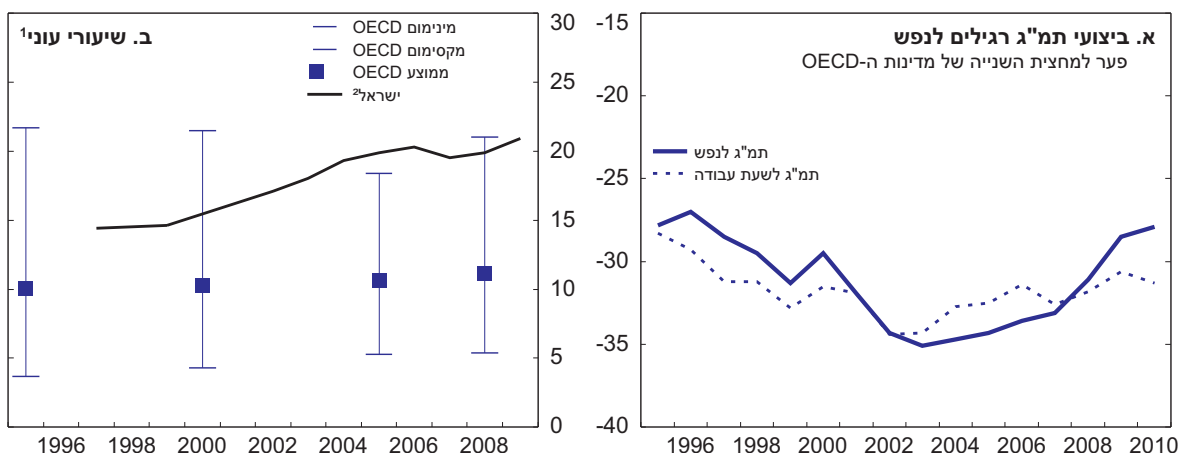 א. ביצועי תמ"ג רגילים לנפש
פער למחצית השנייה של מדינות ה-OECD
-15
-20
-25
-30
-35
-40
תמ"ג לנפש
תמ"ג לשעת עבודה
1996 1998 2000 2002 2004 2006 2008 2010
ב. שיעורי עוני¹
מינימום OECD
מקסימום OECD
ממוצע OECD
ישראל²
30
25
20
15
10
5
0
1996 1998 2000 2002 2004 2006 2008